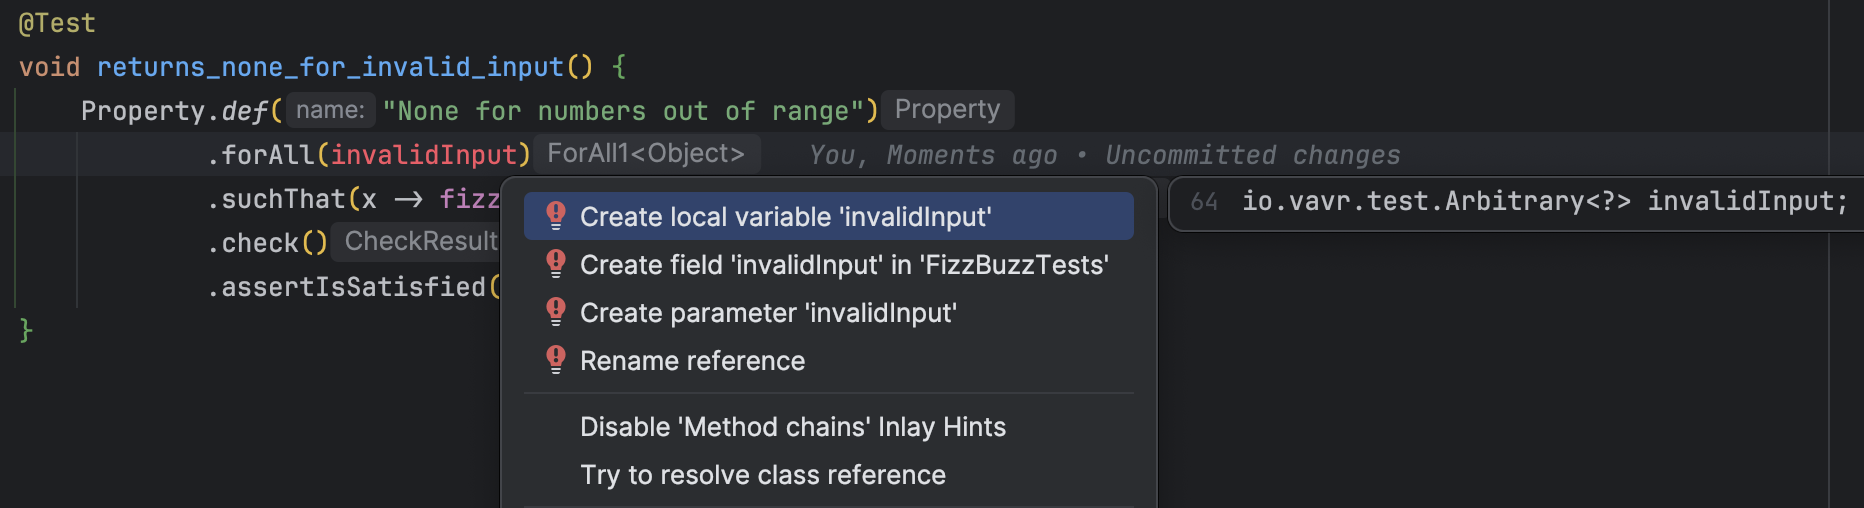 @Test
void returns_none_for_invalid_input() {
Property.def( name: "None for numbers out of range") Property
.forAll(invalidInput) ForAll1<Object> You, Moments ago • Uncommitted changes
.suchThat(x -> fizz
.check() CheckResult
.assertIsSatisfied(
}
Create local variable 'invalidInput'
Create field 'invalidInput' in 'FizzBuzzTests'
Create parameter 'invalidInput'
Rename reference
Disable 'Method chains' Inlay Hints
Try to resolve class reference
64 io.vavr.test.Arbitrary<?> invalidInput;